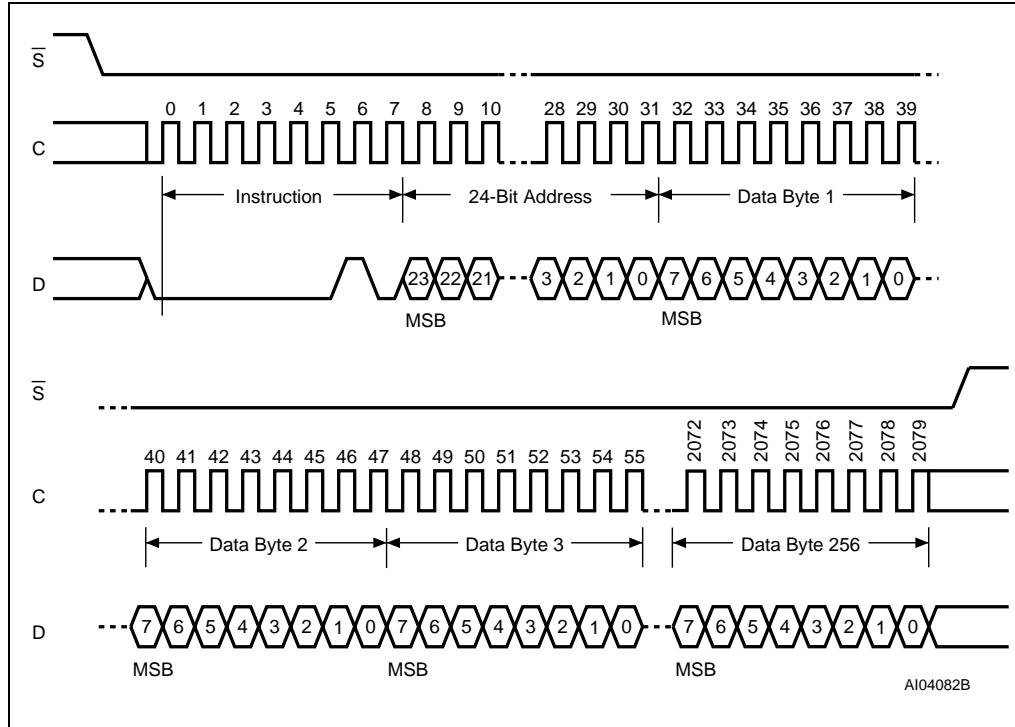 S̅
0 1 2 3 4 5 6 7 8 9 10 28 29 30 31 32 33 34 35 36 37 38 39
C
Instruction 24-Bit Address Data Byte 1
D 23 22 21 3 2 1 0 7 6 5 4 3 2 1 0
MSB MSB
S̅
40 41 42 43 44 45 46 47 48 49 50 51 52 53 54 55 2072 2073 2074 2075 2076 2077 2078 2079
C
Data Byte 2 Data Byte 3 Data Byte 256
D 7 6 5 4 3 2 1 0 7 6 5 4 3 2 1 0 7 6 5 4 3 2 1 0
MSB MSB MSB
AI04082B